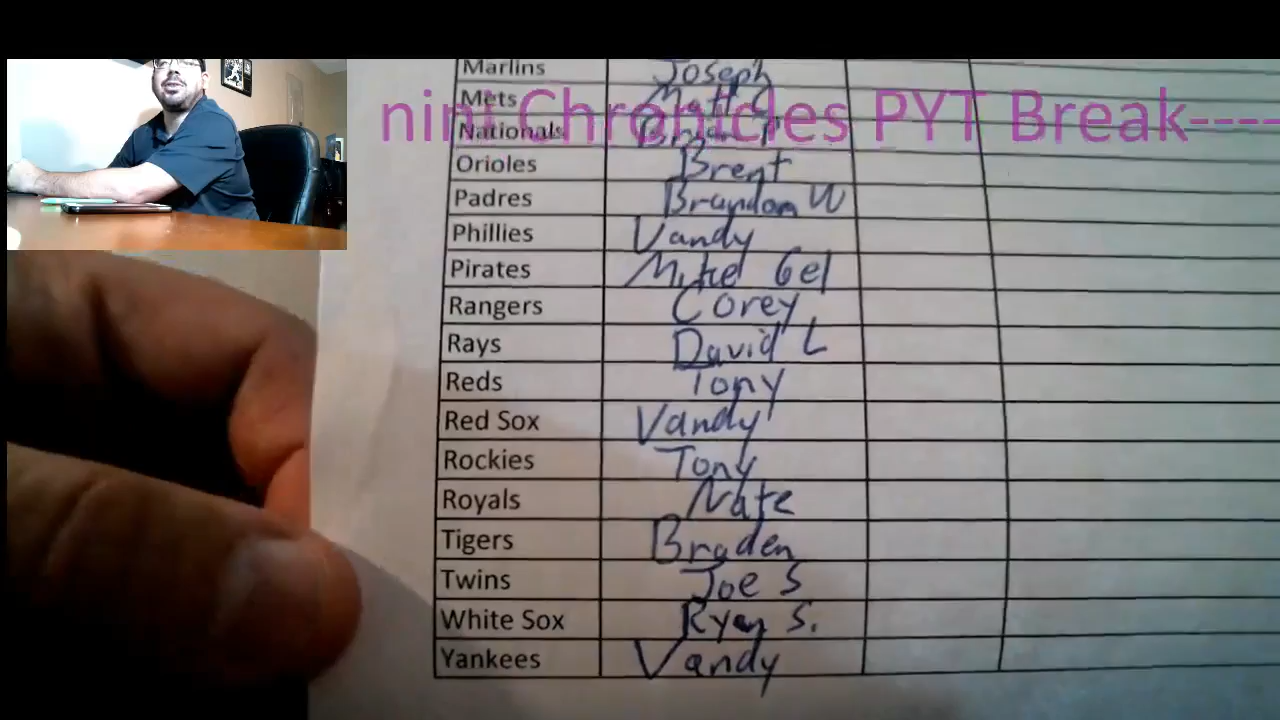 Marlins Joseph
Mets Matt G
nini Chronicles PYT Break----
Nationals
Orioles Brent
Padres Brandon W
Phillies Vandy
Pirates Mike Gel
Rangers Corey
Rays David L
Reds Tony
Red Sox Vandy
Rockies Tony
Royals Nate
Tigers Braden
Twins Joe S
White Sox Ryan S.
Yankees Vandy